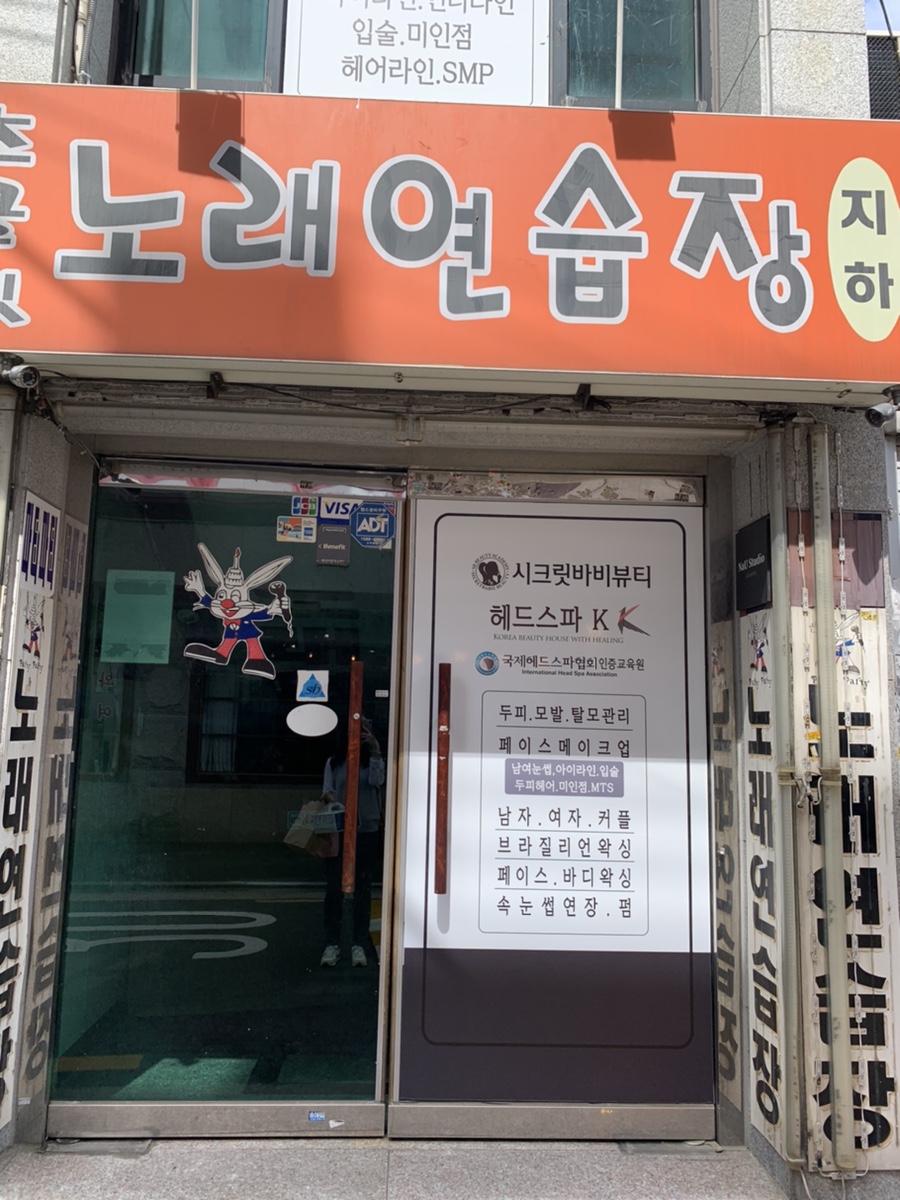 입술.미인점
헤어라인.SMP
노래연습장
지하
JCB
VISA
ADT
Benefit
시크릿바비뷰티
헤드스파 K
KOREA BEAUTY HOUSE WITH HEALING
국제헤드스파협회인증교육원
International Head Spa Association
두피.모발.탈모관리
페이스메이크업
남여눈썹.아이라인.입술
두피헤어.미인점.MTS
남자.여자.커플
브라질리언왁싱
페이스.바디왁싱
속눈썹연장.펌
sb
NaU Studio
노래연습장
노래연습장
노래연습장